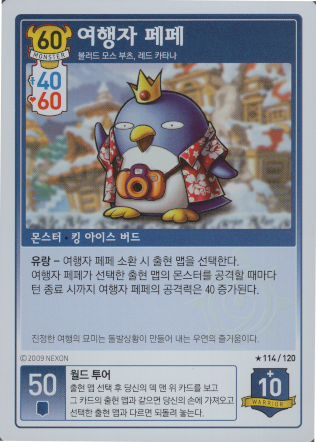 60
MONSTER
여행자 페페
블러드 모스 부츠, 레드 카타나
40
60
몬스터 · 킹 아이스 버드
유랑 – 여행자 페페 소환 시 출현 맵을 선택한다.
여행자 페페가 선택한 출현 맵의 몬스터를 공격할 때마다
턴 종료 시까지 여행자 페페의 공격력은 40 증가된다.
진정한 여행의 묘미는 돌발상황이 만들어 내는 우연의 즐거움이다.
© 2009 NEXON
★114/120
50
월드 투어
출현 맵 선택 후 당신의 덱 맨 위 카드를 보고
그 카드의 출현 맵과 같으면 당신의 손에 가져오고
선택한 출현 맵과 다르면 되돌려 놓는다.
+
10
WARRIOR